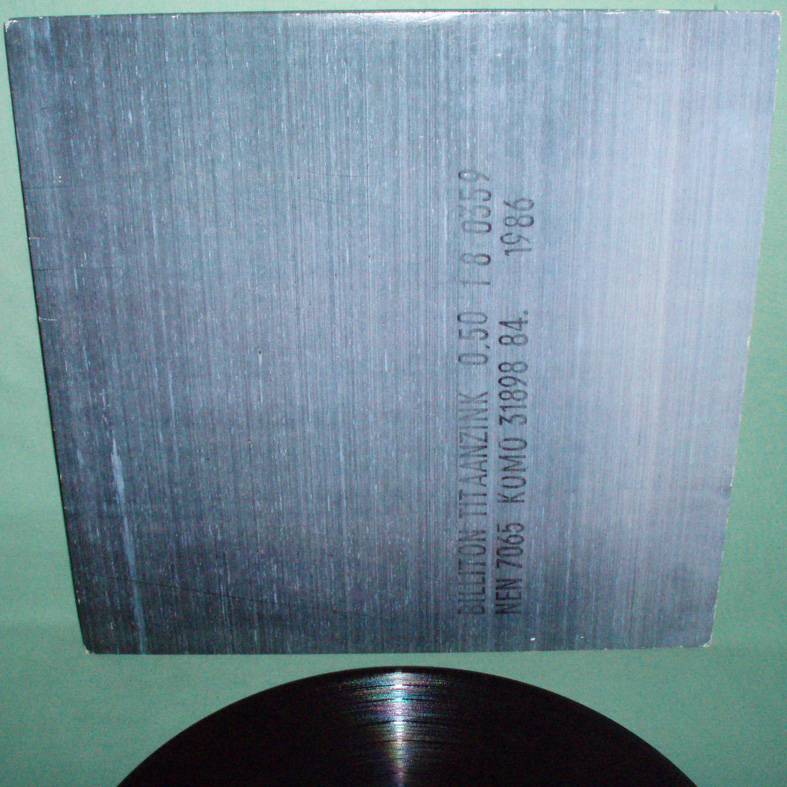 BILLITON TITAANZINK 0,50 18 0359
NEN 7065 KOMO 31898 84. 1986